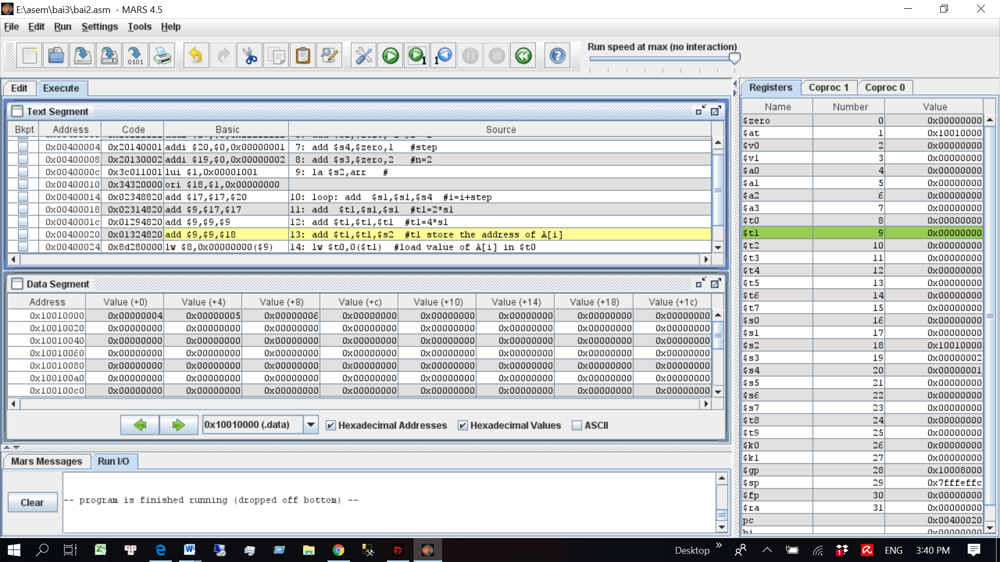 E:\asem\bai3\bai2.asm - MARS 4.5
File Edit Run Settings Tools Help
Run speed at max (no interaction)
Edit Execute
Text Segment
Bkpt Address Code Basic Source
0x00400004 0x20140001 addi $20,$0,0x00000001 7: add $s4,$zero,1 #step
0x00400008 0x20130002 addi $19,$0,0x00000002 8: add $s3,$zero,2 #n=2
0x0040000c 0x3c011001 lui $1,0x00001001 9: la $s2,arr #
0x00400010 0x34320000 ori $18,$1,0x00000000
0x00400014 0x02348820 add $17,$17,$20 10: loop: add $s1,$s1,$s4 #i=i+step
0x00400018 0x02314820 add $9,$17,$17 11: add $t1,$s1,$s1 #t1=2*s1
0x0040001c 0x01294820 add $9,$9,$9 12: add $t1,$t1,$t1 #t1=4*s1
0x00400020 0x01324820 add $9,$9,$18 13: add $t1,$t1,$s2 #t1 store the address of A[i]
0x00400024 0x8d280000 lw $8,0x00000000($9) 14: lw $t0,0($t1) #load value of A[i] in $t0
Data Segment
Address Value (+0) Value (+4) Value (+8) Value (+c) Value (+10) Value (+14) Value (+18) Value (+1c)
0x10010000 0x00000004 0x00000005 0x00000006 0x00000000 0x00000000 0x00000000 0x00000000 0x00000000
0x10010020 0x00000000 0x00000000 0x00000000 0x00000000 0x00000000 0x00000000 0x00000000 0x00000000
0x10010040 0x00000000 0x00000000 0x00000000 0x00000000 0x00000000 0x00000000 0x00000000 0x00000000
0x10010060 0x00000000 0x00000000 0x00000000 0x00000000 0x00000000 0x00000000 0x00000000 0x00000000
0x10010080 0x00000000 0x00000000 0x00000000 0x00000000 0x00000000 0x00000000 0x00000000 0x00000000
0x100100a0 0x00000000 0x00000000 0x00000000 0x00000000 0x00000000 0x00000000 0x00000000 0x00000000
0x100100c0 0x00000000 0x00000000 0x00000000 0x00000000 0x00000000 0x00000000 0x00000000 0x00000000
0x10010000 (.data) Hexadecimal Addresses Hexadecimal Values ASCII
Mars Messages Run I/O
Clear
-- program is finished running (dropped off bottom) --
Registers Coproc 1 Coproc 0
Name Number Value
$zero 0 0x00000000
$at 1 0x10010000
$v0 2 0x00000000
$v1 3 0x00000000
$a0 4 0x00000000
$a1 5 0x00000000
$a2 6 0x00000000
$a3 7 0x00000000
$t0 8 0x00000000
$t1 9 0x00000000
$t2 10 0x00000000
$t3 11 0x00000000
$t4 12 0x00000000
$t5 13 0x00000000
$t6 14 0x00000000
$t7 15 0x00000000
$s0 16 0x00000000
$s1 17 0x00000000
$s2 18 0x10010000
$s3 19 0x00000002
$s4 20 0x00000001
$s5 21 0x00000000
$s6 22 0x00000000
$s7 23 0x00000000
$t8 24 0x00000000
$t9 25 0x00000000
$k0 26 0x00000000
$k1 27 0x00000000
$gp 28 0x10008000
$sp 29 0x7fffeffc
$fp 30 0x00000000
$ra 31 0x00000000
pc 0x00400020
hi 0x00000000
Desktop ENG 3:40 PM